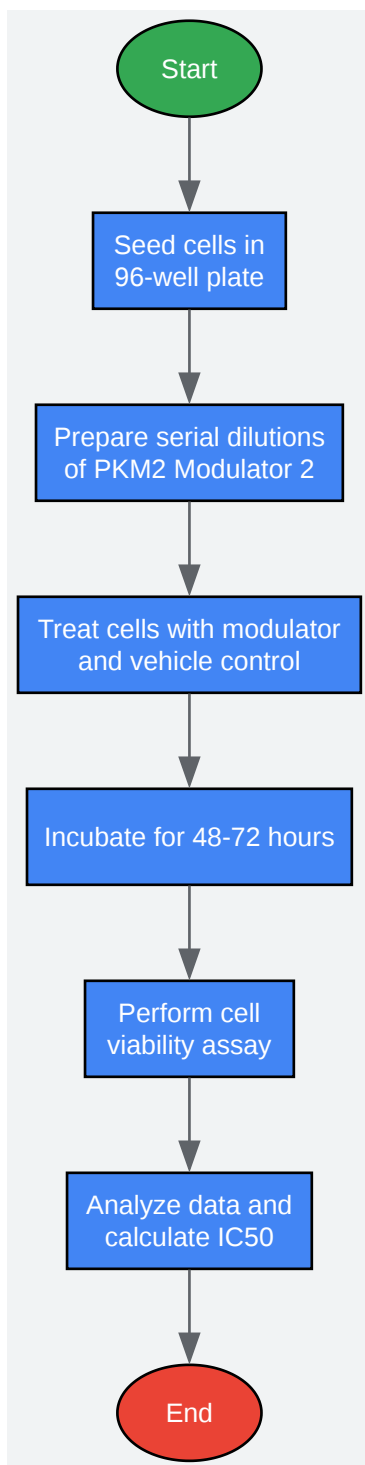 Start
Seed cells in
96-well plate
Prepare serial dilutions
of PKM2 Modulator 2
Treat cells with modulator
and vehicle control
Incubate for 48-72 hours
Perform cell
viability assay
Analyze data and
calculate IC50
End